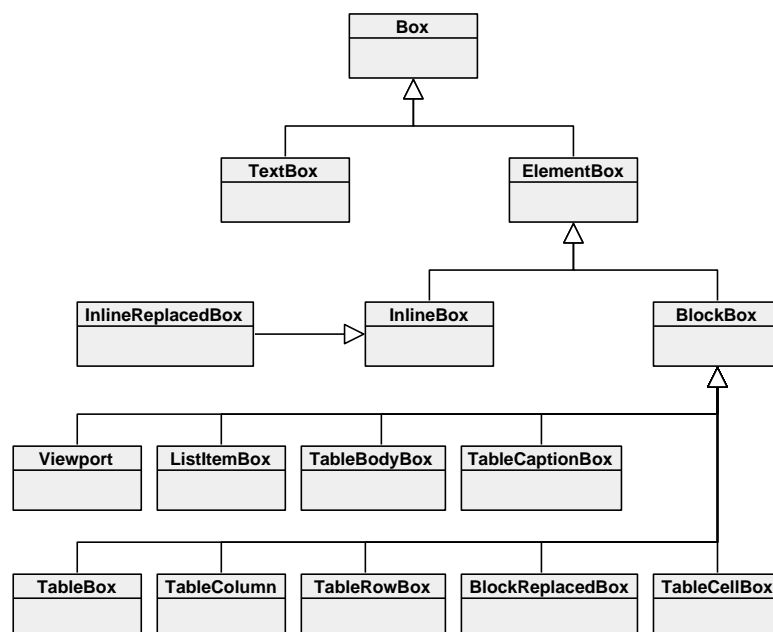 Box
TextBox
ElementBox
InlineReplacedBox
InlineBox
BlockBox
Viewport
ListItemBox
TableBodyBox
TableCaptionBox
TableBox
TableColumn
TableRowBox
BlockReplacedBox
TableCellBox